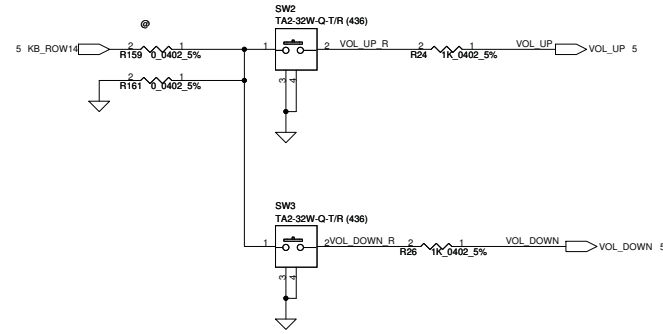 SW2
TA2-32W-Q-T/R (436)
@
5 KB_ROW14 2 1 1 2 VOL_UP_R 2 1 VOL_UP VOL_UP 5
R159 0_0402_5% R24 1K_0402_5%
2 1
R161 0_0402_5%
3 4
SW3
TA2-32W-Q-T/R (436)
1 2 VOL_DOWN_R 2 1 VOL_DOWN VOL_DOWN 5
R26 1K_0402_5%
3 4